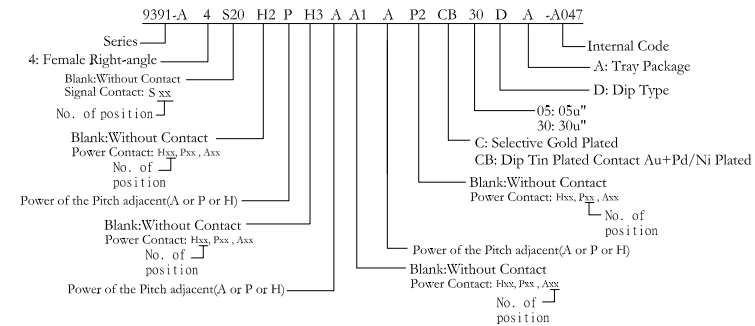 9391-A 4 S20 H2 P H3 A A1 A P2 CB 30 D A -A047
Series
4: Female Right-angle
Blank:Without Contact
Signal Contact: S xx
No. of position
Blank:Without Contact
Power Contact: Hxx, Pxx , Axx
No. of
position
Power of the Pitch adjacent(A or P or H)
Blank:Without Contact
Power Contact: Hxx, Pxx , Axx
No. of
position
Power of the Pitch adjacent(A or P or H)
Internal Code
A: Tray Package
D: Dip Type
05: 05u"
30: 30u"
C: Selective Gold Plated
CB: Dip Tin Plated Contact Au+Pd/Ni Plated
Blank:Without Contact
Power Contact: Hxx, Pxx , Axx
No. of
position
Power of the Pitch adjacent(A or P or H)
Blank:Without Contact
Power Contact: Hxx, Pxx , Axx
No. of
position